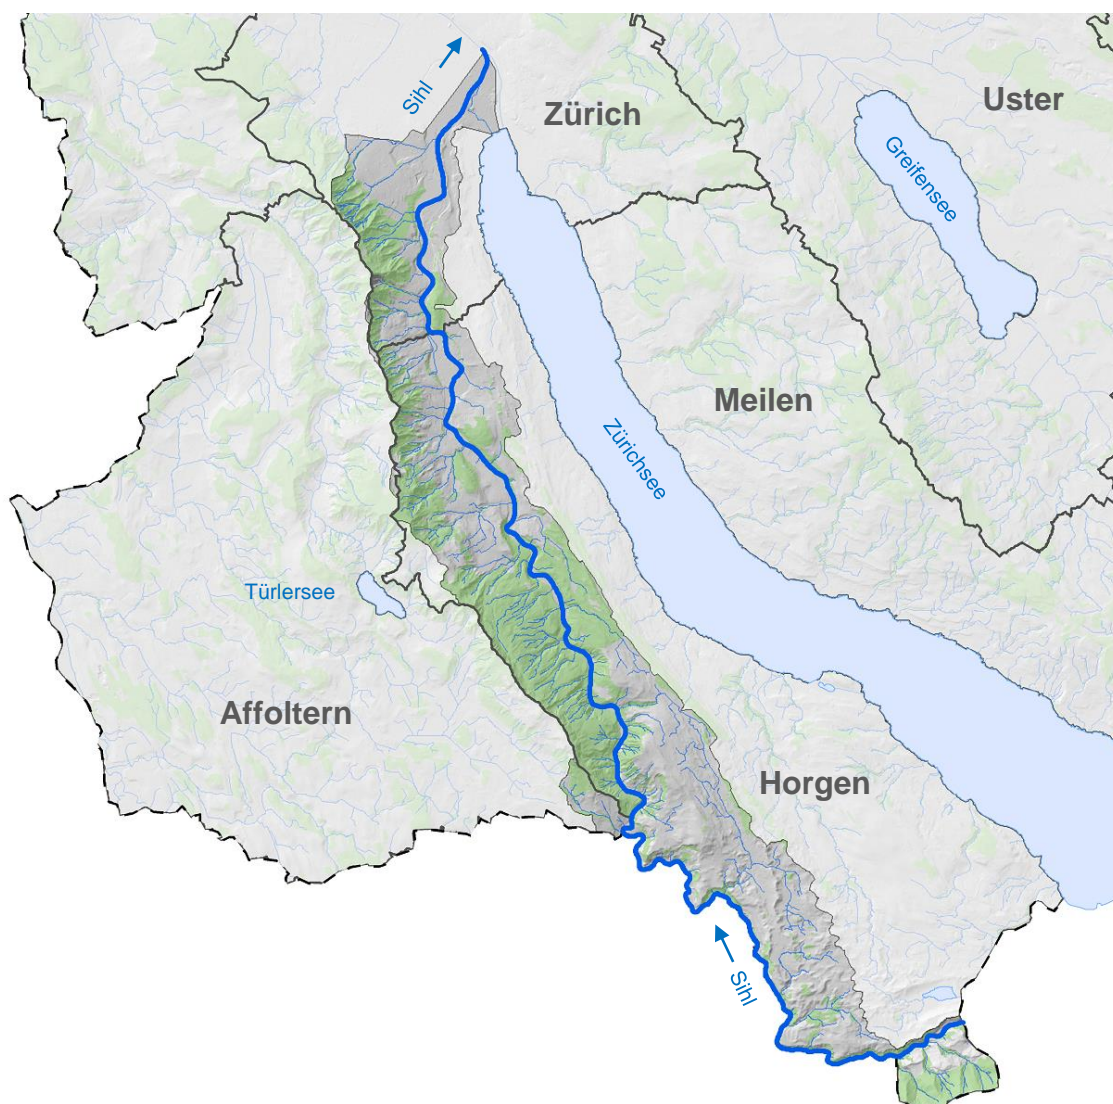 Sihl
Zürich
Uster
Greifensee
Meilen
Zürichsee
Türlersee
Affoltern
Horgen
Sihl